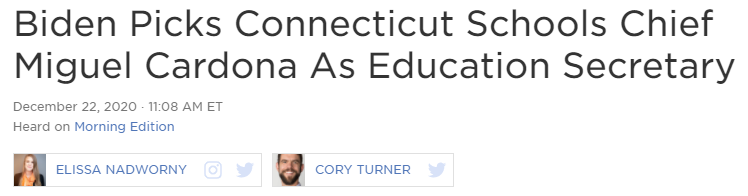 Biden Picks Connecticut Schools Chief
Miguel Cardona As Education Secretary
December 22, 2020 · 11:08 AM ET
Heard on Morning Edition
ELISSA NADWORNY
CORY TURNER